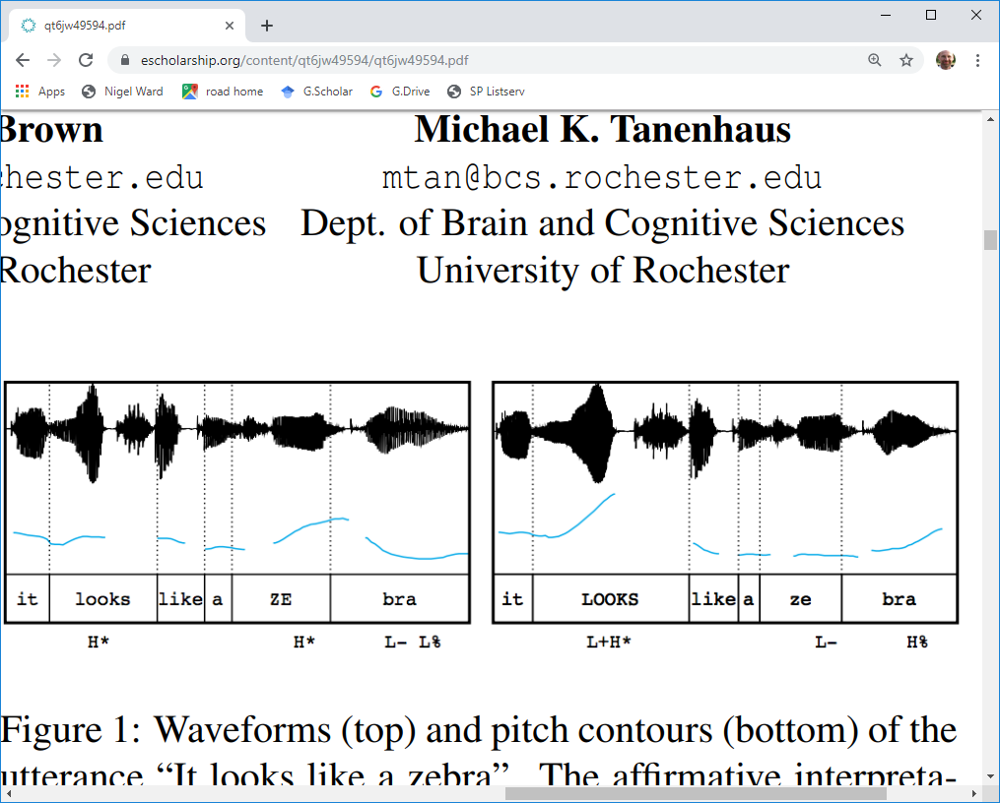 qt6jw49594.pdf
escholarship.org/content/qt6jw49594/qt6jw49594.pdf
Apps Nigel Ward road home G.Scholar G.Drive SP Listserv
Brown
chester.edu
ognitive Sciences
Rochester
Michael K. Tanenhaus
mtan@bcs.rochester.edu
Dept. of Brain and Cognitive Sciences
University of Rochester
it looks like a ZE bra
H* H* L- L%
it LOOKS like a ze bra
L+H* L- H%
Figure 1: Waveforms (top) and pitch contours (bottom) of the
utterance “It looks like a zebra”. The affirmative interpreta-